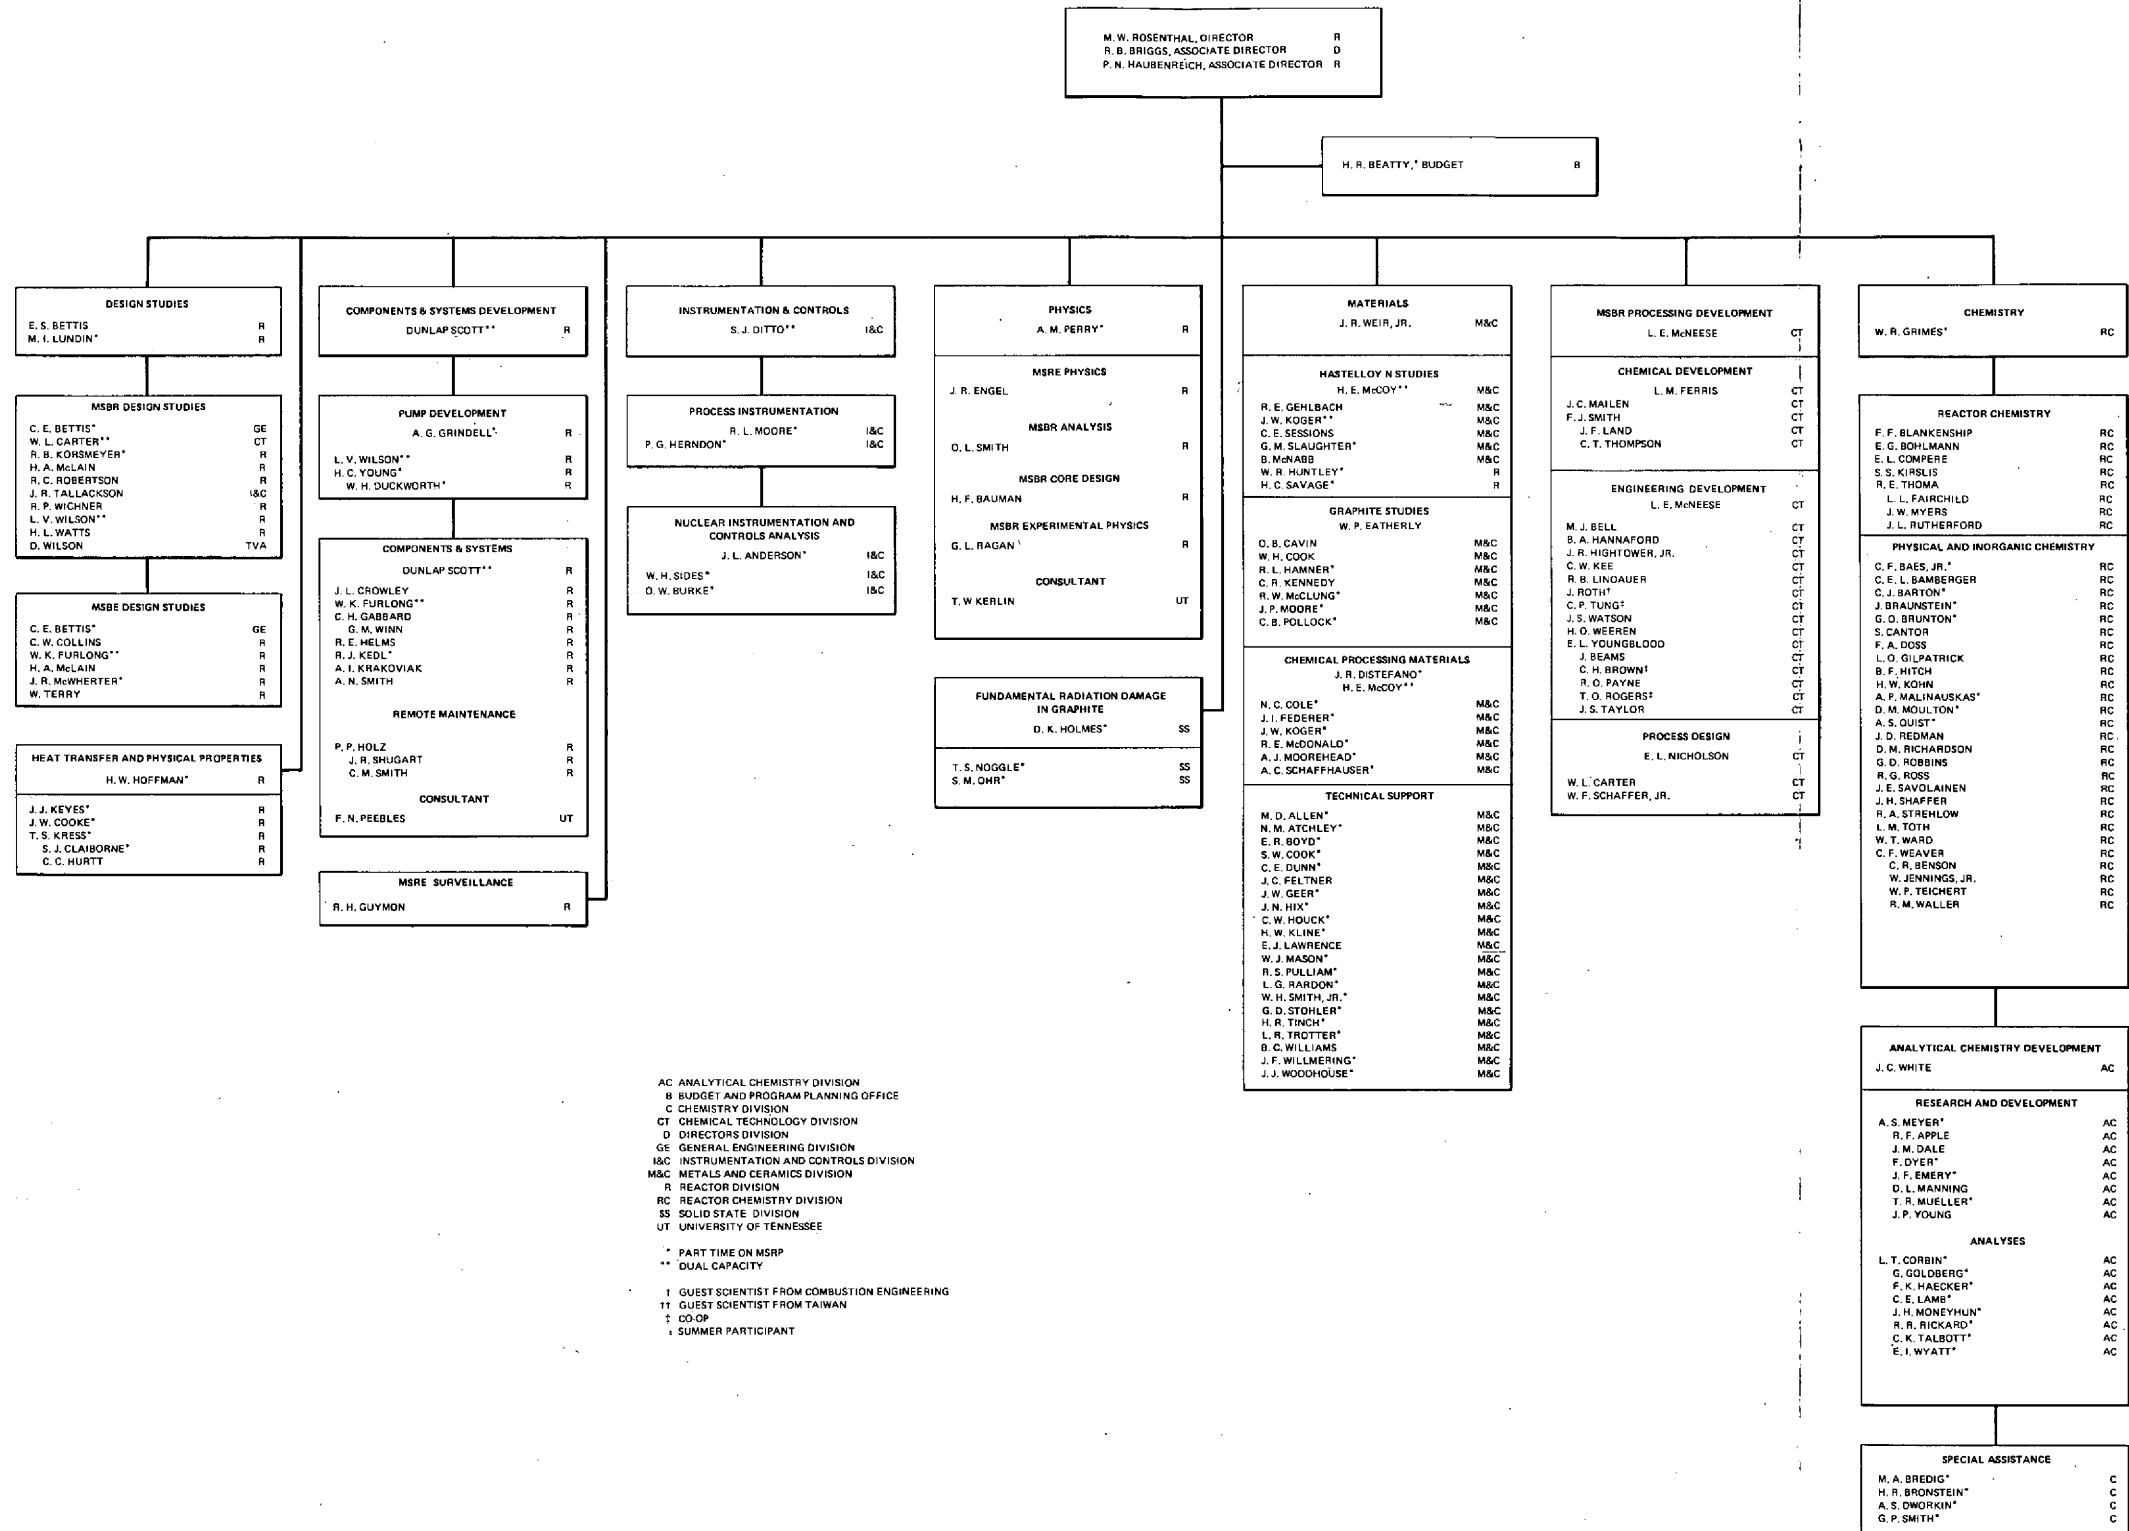 M. W. ROSENTHAL, DIRECTOR R
R. B. BRIGGS, ASSOCIATE DIRECTOR D
P. N. HAUBENREICH, ASSOCIATE DIRECTOR R
H. R. BEATTY,* BUDGET B
DESIGN STUDIES
E. S. BETTIS R
M. I. LUNDIN* R
MSBR DESIGN STUDIES
C. E. BETTIS* GE
W. L. CARTER** CT
R. B. KORSMEYER* R
H. A. McLAIN R
R. C. ROBERTSON R
J. R. TALLACKSON I&C
R. P. WICHNER R
L. V. WILSON** R
H. L. WATTS R
D. WILSON TVA
MSBE DESIGN STUDIES
C. E. BETTIS* GE
C. W. COLLINS R
W. K. FURLONG** R
H. A. McLAIN R
J. R. McWHERTER* R
W. TERRY R
HEAT TRANSFER AND PHYSICAL PROPERTIES
H. W. HOFFMAN* R
J. J. KEYES* R
J. W. COOKE* R
T. S. KRESS* R
S. J. CLAIBORNE* R
C. C. HURTT R
COMPONENTS & SYSTEMS DEVELOPMENT
DUNLAP SCOTT** R
PUMP DEVELOPMENT
A. G. GRINDELL* R
L. V. WILSON** R
H. C. YOUNG* R
W. H. DUCKWORTH* R
COMPONENTS & SYSTEMS
DUNLAP SCOTT** R
J. L. CROWLEY R
W. K. FURLONG** R
C. H. GABBARD R
G. M. WINN R
R. E. HELMS R
R. J. KEDL* R
A. I. KRAKOVIAK R
A. N. SMITH R
REMOTE MAINTENANCE
P. P. HOLZ R
J. R. SHUGART R
C. M. SMITH R
CONSULTANT
F. N. PEEBLES UT
MSRE SURVEILLANCE
R. H. GUYMON R
INSTRUMENTATION & CONTROLS
S. J. DITTO** I&C
PROCESS INSTRUMENTATION
R. L. MOORE* I&C
P. G. HERNDON* I&C
NUCLEAR INSTRUMENTATION AND
CONTROLS ANALYSIS
J. L. ANDERSON* I&C
W. H. SIDES* I&C
O. W. BURKE* I&C
PHYSICS
A. M. PERRY* R
MSRE PHYSICS
J. R. ENGEL R
MSBR ANALYSIS
O. L. SMITH R
MSBR CORE DESIGN
H. F. BAUMAN R
MSBR EXPERIMENTAL PHYSICS
G. L. RAGAN R
CONSULTANT
T. W KERLIN UT
FUNDAMENTAL RADIATION DAMAGE
IN GRAPHITE
D. K. HOLMES* SS
T. S. NOGGLE* SS
S. M. OHR* SS
MATERIALS
J. R. WEIR, JR. M&C
HASTELLOY N STUDIES
H. E. McCOY** M&C
R. E. GEHLBACH M&C
J. W. KOGER** M&C
C. E. SESSIONS M&C
G. M. SLAUGHTER* M&C
B. McNABB M&C
W. R. HUNTLEY* R
H. C. SAVAGE* R
GRAPHITE STUDIES
W. P. EATHERLY
O. B. CAVIN M&C
W. H. COOK M&C
R. L. HAMNER* M&C
C. R. KENNEDY M&C
R. W. McCLUNG* M&C
J. P. MOORE* M&C
C. B. POLLOCK* M&C
CHEMICAL PROCESSING MATERIALS
J. R. DISTEFANO*
H. E. McCOY**
N. C. COLE* M&C
J. I. FEDERER* M&C
J. W. KOGER* M&C
R. E. McDONALD* M&C
A. J. MOOREHEAD* M&C
A. C. SCHAFFHAUSER* M&C
TECHNICAL SUPPORT
M. D. ALLEN* M&C
N. M. ATCHLEY* M&C
E. R. BOYD* M&C
S. W. COOK* M&C
C. E. DUNN* M&C
J. C. FELTNER M&C
J. W. GEER* M&C
J. N. HIX* M&C
C. W. HOUCK* M&C
H. W. KLINE* M&C
E. J. LAWRENCE M&C
W. J. MASON* M&C
R. S. PULLIAM* M&C
L. G. RARDON* M&C
W. H. SMITH, JR.* M&C
G. D. STOHLER* M&C
H. R. TINCH* M&C
L. R. TROTTER* M&C
B. C. WILLIAMS M&C
J. F. WILLMERING* M&C
J. J. WOODHOUSE* M&C
MSBR PROCESSING DEVELOPMENT
L. E. McNEESE CT
CHEMICAL DEVELOPMENT
L. M. FERRIS CT
J. C. MAILEN CT
F. J. SMITH CT
J. F. LAND CT
C. T. THOMPSON CT
ENGINEERING DEVELOPMENT
L. E. McNEESE CT
M. J. BELL CT
B. A. HANNAFORD CT
J. R. HIGHTOWER, JR. CT
C. W. KEE CT
R. B. LINDAUER CT
J. ROTH† CT
C. P. TUNG‡ CT
J. S. WATSON CT
H. O. WEEREN CT
E. L. YOUNGBLOOD CT
J. BEAMS CT
C. H. BROWN‡ CT
R. O. PAYNE CT
T. O. ROGERS‡ CT
J. S. TAYLOR CT
PROCESS DESIGN
E. L. NICHOLSON CT
W. L. CARTER CT
W. F. SCHAFFER, JR. CT
CHEMISTRY
W. R. GRIMES* RC
REACTOR CHEMISTRY
F. F. BLANKENSHIP RC
E. G. BOHLMANN RC
E. L. COMPERE RC
S. S. KIRSLIS RC
R. E. THOMA RC
L. L. FAIRCHILD RC
J. W. MYERS RC
J. L. RUTHERFORD RC
PHYSICAL AND INORGANIC CHEMISTRY
C. F. BAES, JR.* RC
C. E. L. BAMBERGER RC
C. J. BARTON* RC
J. BRAUNSTEIN* RC
G. O. BRUNTON* RC
S. CANTOR RC
F. A. DOSS RC
L. O. GILPATRICK RC
B. F. HITCH RC
H. W. KOHN RC
A. P. MALINAUSKAS* RC
D. M. MOULTON* RC
A. S. QUIST* RC
J. D. REDMAN RC
D. M. RICHARDSON RC
G. D. ROBBINS RC
R. G. ROSS RC
J. E. SAVOLAINEN RC
J. H. SHAFFER RC
R. A. STREHLOW RC
L. M. TOTH RC
W. T. WARD RC
C. F. WEAVER RC
C. R. BENSON RC
W. JENNINGS, JR. RC
W. P. TEICHERT RC
R. M. WALLER RC
ANALYTICAL CHEMISTRY DEVELOPMENT
J. C. WHITE AC
RESEARCH AND DEVELOPMENT
A. S. MEYER* AC
R. F. APPLE AC
J. M. DALE AC
F. DYER* AC
J. F. EMERY* AC
D. L. MANNING AC
T. R. MUELLER* AC
J. P. YOUNG AC
ANALYSES
L. T. CORBIN* AC
G. GOLDBERG* AC
F. K. HAECKER* AC
C. E. LAMB* AC
J. H. MONEYHUN* AC
R. R. RICKARD* AC
C. K. TALBOTT* AC
E. I. WYATT* AC
SPECIAL ASSISTANCE
M. A. BREDIG* C
H. R. BRONSTEIN* C
A. S. DWORKIN* C
G. P. SMITH* C
AC ANALYTICAL CHEMISTRY DIVISION
B BUDGET AND PROGRAM PLANNING OFFICE
C CHEMISTRY DIVISION
CT CHEMICAL TECHNOLOGY DIVISION
D DIRECTORS DIVISION
GE GENERAL ENGINEERING DIVISION
I&C INSTRUMENTATION AND CONTROLS DIVISION
M&C METALS AND CERAMICS DIVISION
R REACTOR DIVISION
RC REACTOR CHEMISTRY DIVISION
SS SOLID STATE DIVISION
UT UNIVERSITY OF TENNESSEE
* PART TIME ON MSRP
** DUAL CAPACITY
† GUEST SCIENTIST FROM COMBUSTION ENGINEERING
†† GUEST SCIENTIST FROM TAIWAN
‡ CO-OP
s SUMMER PARTICIPANT